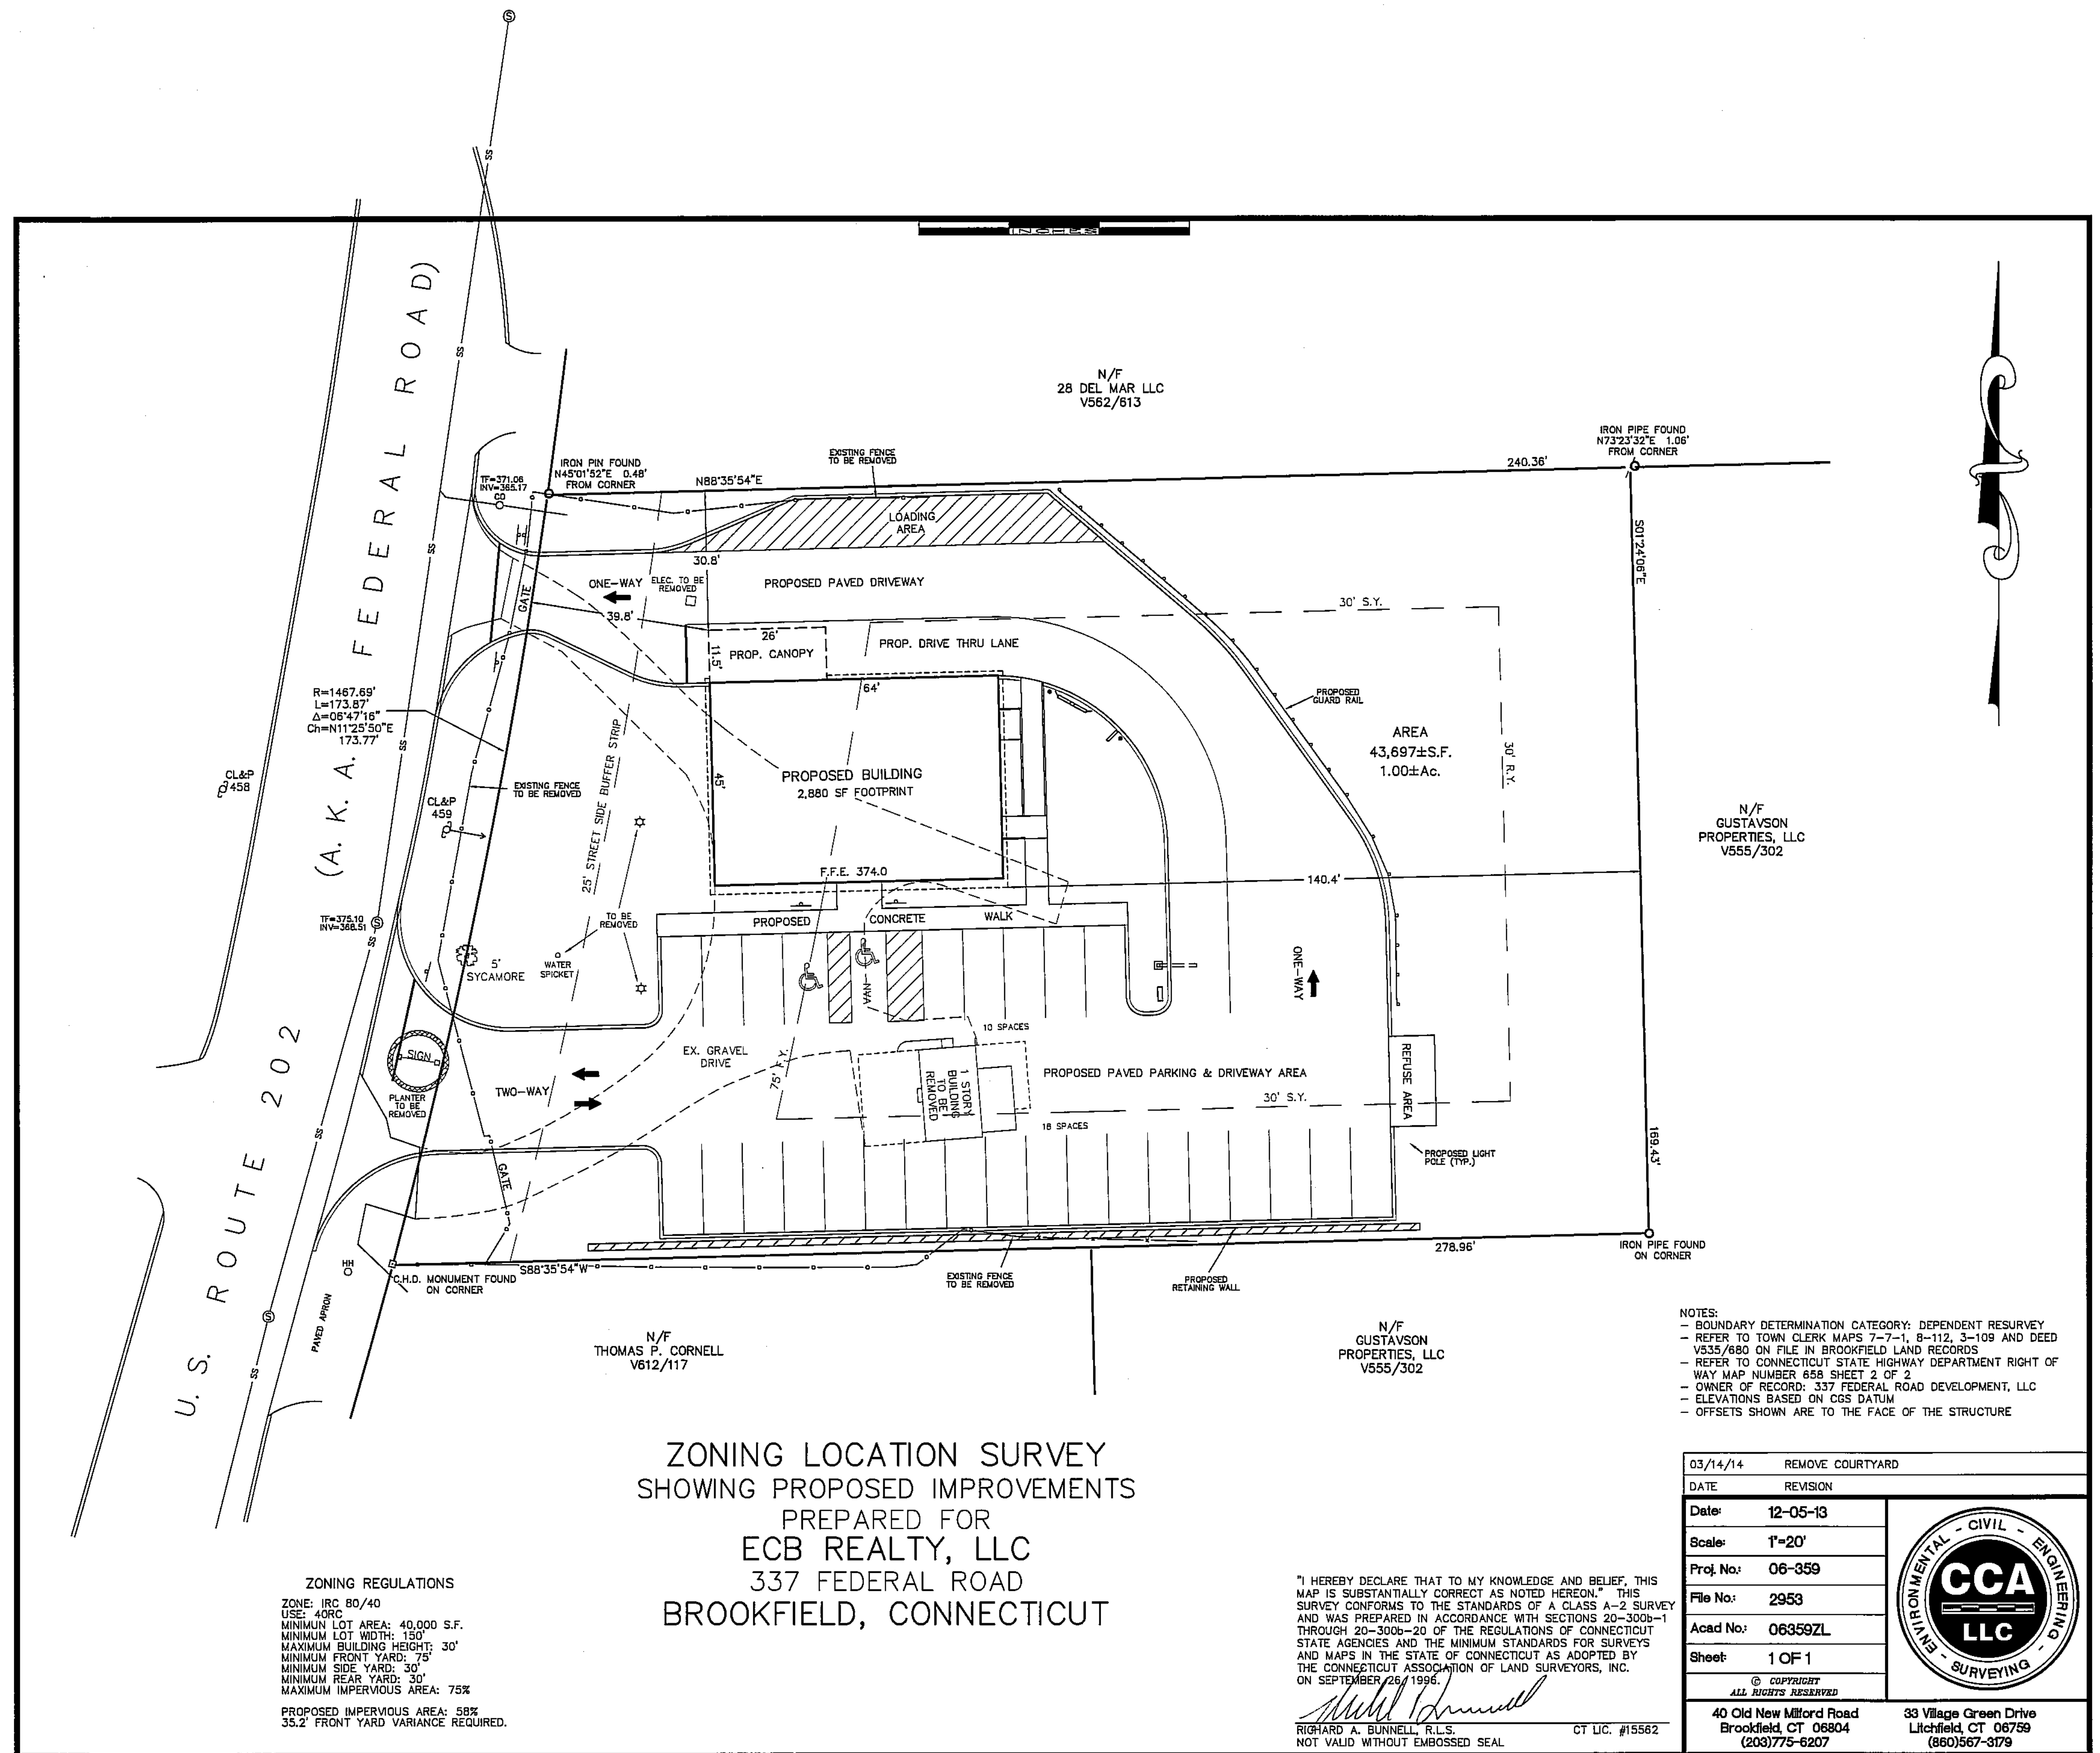 S
SS
INCHES
SS
U. S. ROUTE 202 (A. K. A. FEDERAL ROAD)
N/F
28 DEL MAR LLC
V562/613
IRON PIPE FOUND
N73°23'32"E 1.06'
FROM CORNER
240.36'
EXISTING FENCE
TO BE REMOVED
IRON PIN FOUND
N45°01'52"E 0.48'
FROM CORNER
N88°35'54"E
TF=371.06
INV=365.17
CO
LOADING
AREA
S01°24'06"E
SS
30.8'
ONE-WAY
ELEC. TO BE
REMOVED
PROPOSED PAVED DRIVEWAY
GATE
39.8'
30' S.Y.
26'
11.5'
PROP. CANOPY
PROP. DRIVE THRU LANE
64'
R=1467.69'
L=173.87'
Δ=06°47'16"
Ch=N11°25'50"E
173.77'
SS
PROPOSED
GUARD RAIL
AREA
43,697±S.F.
1.00±Ac.
30' R.Y.
25' STREET SIDE BUFFER STRIP
CL&P
458
EXISTING FENCE
TO BE REMOVED
CL&P
459
45'
PROPOSED BUILDING
2,880 SF FOOTPRINT
N/F
GUSTAVSON
PROPERTIES, LLC
V555/302
F.F.E. 374.0
140.4'
TF=375.10
INV=368.51
S
SS
TO BE
REMOVED
PROPOSED CONCRETE WALK
5'
SYCAMORE
WATER
SPICKET
VAN
ONE-WAY
10 SPACES
SIGN
EX. GRAVEL
DRIVE
75' F.Y.
TWO-WAY
PLANTER
TO BE
REMOVED
1 STORY
BUILDING
TO BE
REMOVED
PROPOSED PAVED PARKING & DRIVEWAY AREA
REFUSE AREA
30' S.Y.
18 SPACES
SS
GATE
PROPOSED LIGHT
POLE (TYP.)
169.43'
278.96'
IRON PIPE FOUND
ON CORNER
HH
S88°35'54"W
C.H.D. MONUMENT FOUND
ON CORNER
EXISTING FENCE
TO BE REMOVED
PROPOSED
RETAINING WALL
S
PAVED APRON
SS
N/F
THOMAS P. CORNELL
V612/117
N/F
GUSTAVSON
PROPERTIES, LLC
V555/302
NOTES:
- BOUNDARY DETERMINATION CATEGORY: DEPENDENT RESURVEY
- REFER TO TOWN CLERK MAPS 7-7-1, 8-112, 3-109 AND DEED
V535/680 ON FILE IN BROOKFIELD LAND RECORDS
- REFER TO CONNECTICUT STATE HIGHWAY DEPARTMENT RIGHT OF
WAY MAP NUMBER 658 SHEET 2 OF 2
- OWNER OF RECORD: 337 FEDERAL ROAD DEVELOPMENT, LLC
- ELEVATIONS BASED ON CGS DATUM
- OFFSETS SHOWN ARE TO THE FACE OF THE STRUCTURE
ZONING LOCATION SURVEY
SHOWING PROPOSED IMPROVEMENTS
PREPARED FOR
ECB REALTY, LLC
337 FEDERAL ROAD
BROOKFIELD, CONNECTICUT
ZONING REGULATIONS
ZONE: IRC 80/40
USE: 40RC
MINIMUN LOT AREA: 40,000 S.F.
MINIMUM LOT WIDTH: 150'
MAXIMUM BUILDING HEIGHT: 30'
MINIMUM FRONT YARD: 75'
MINIMUM SIDE YARD: 30'
MINIMUM REAR YARD: 30'
MAXIMUM IMPERVIOUS AREA: 75%
PROPOSED IMPERVIOUS AREA: 58%
35.2' FRONT YARD VARIANCE REQUIRED.
"I HEREBY DECLARE THAT TO MY KNOWLEDGE AND BELIEF, THIS
MAP IS SUBSTANTIALLY CORRECT AS NOTED HEREON." THIS
SURVEY CONFORMS TO THE STANDARDS OF A CLASS A-2 SURVEY
AND WAS PREPARED IN ACCORDANCE WITH SECTIONS 20-300b-1
THROUGH 20-300b-20 OF THE REGULATIONS OF CONNECTICUT
STATE AGENCIES AND THE MINIMUM STANDARDS FOR SURVEYS
AND MAPS IN THE STATE OF CONNECTICUT AS ADOPTED BY
THE CONNECTICUT ASSOCIATION OF LAND SURVEYORS, INC.
ON SEPTEMBER 26, 1996.
RICHARD A. BUNNELL, R.L.S. CT LIC. #15562
NOT VALID WITHOUT EMBOSSED SEAL
03/14/14 REMOVE COURTYARD
DATE REVISION
Date: 12-05-13
Scale: 1"=20'
Proj. No.: 06-359
File No.: 2953
Acad No.: 06359ZL
Sheet: 1 OF 1
© COPYRIGHT
ALL RIGHTS RESERVED
ENVIRONMENTAL - CIVIL - ENGINEERING - SURVEYING -
CCA
LLC
40 Old New Milford Road
Brookfield, CT 06804
(203)775-6207
33 Village Green Drive
Litchfield, CT 06759
(860)567-3179